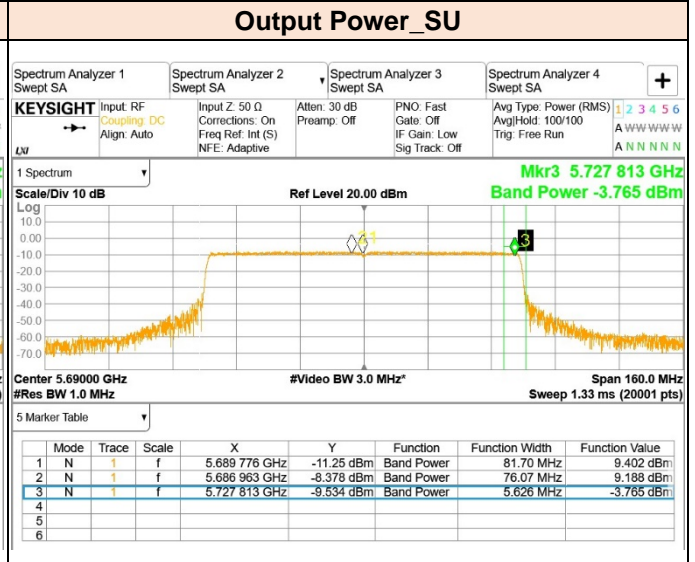 Output Power_SU
Spectrum Analyzer 1
Swept SA
Spectrum Analyzer 2
Swept SA
Spectrum Analyzer 3
Swept SA
Spectrum Analyzer 4
Swept SA
+
KEYSIGHT
Input: RF
Coupling: DC
Align: Auto
Input Z: 50 Ω
Corrections: On
Freq Ref: Int (S)
NFE: Adaptive
Atten: 30 dB
Preamp: Off
PNO: Fast
Gate: Off
IF Gain: Low
Sig Track: Off
Avg Type: Power (RMS)
Avg|Hold: 100/100
Trig: Free Run
1 2 3 4 5 6
A W W W W W
A N N N N N
LXI
1 Spectrum
Mkr3 5.727 813 GHz
Scale/Div 10 dB
Ref Level 20.00 dBm
Band Power -3.765 dBm
Log
10.0
0.00
-10.0
-20.0
-30.0
-40.0
-50.0
-60.0
-70.0
2 1
3
Center 5.69000 GHz
#Video BW 3.0 MHz*
Span 160.0 MHz
#Res BW 1.0 MHz
Sweep 1.33 ms (20001 pts)
5 Marker Table
Mode Trace Scale X Y Function Function Width Function Value
1 N 1 f 5.689 776 GHz -11.25 dBm Band Power 81.70 MHz 9.402 dBm
2 N 1 f 5.686 963 GHz -8.378 dBm Band Power 76.07 MHz 9.188 dBm
3 N 1 f 5.727 813 GHz -9.534 dBm Band Power 5.626 MHz -3.765 dBm
4
5
6